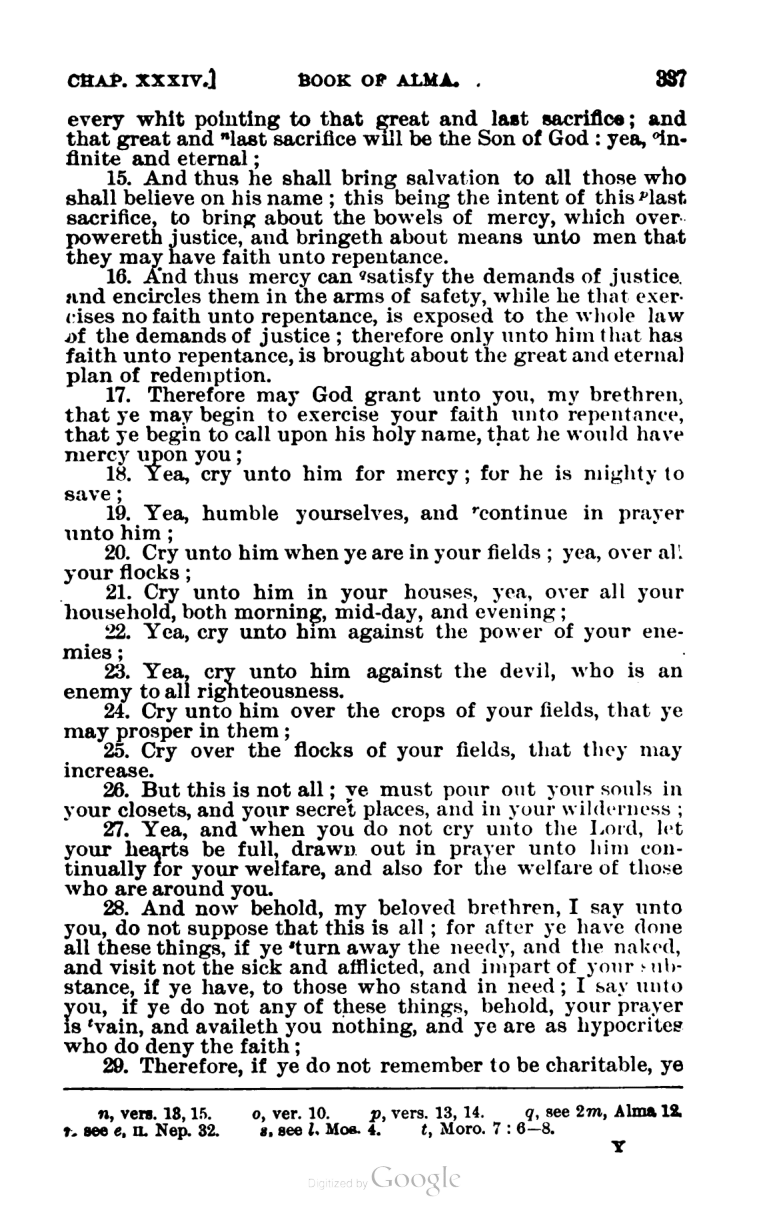 CHAP. XXXIV.] BOOK OF ALMA. 337
every whit pointing to that great and last sacrifice; and
that great and ⁿlast sacrifice will be the Son of God : yea, ᵒin-
finite and eternal ;
15. And thus he shall bring salvation to all those who
shall believe on his name ; this being the intent of this ᵖlast
sacrifice, to bring about the bowels of mercy, which over-
powereth justice, and bringeth about means unto men that
they may have faith unto repentance.
16. And thus mercy can ᑫsatisfy the demands of justice.
and encircles them in the arms of safety, while he that exer-
cises no faith unto repentance, is exposed to the whole law
of the demands of justice ; therefore only unto him that has
faith unto repentance, is brought about the great and eternal
plan of redemption.
17. Therefore may God grant unto you, my brethren,
that ye may begin to exercise your faith unto repentance,
that ye begin to call upon his holy name, that he would have
mercy upon you ;
18. Yea, cry unto him for mercy ; for he is mighty to
save ;
19. Yea, humble yourselves, and ʳcontinue in prayer
unto him ;
20. Cry unto him when ye are in your fields ; yea, over all
your flocks ;
21. Cry unto him in your houses, yea, over all your
household, both morning, mid-day, and evening ;
22. Yea, cry unto him against the power of your ene-
mies ;
23. Yea, cry unto him against the devil, who is an
enemy to all righteousness.
24. Cry unto him over the crops of your fields, that ye
may prosper in them ;
25. Cry over the flocks of your fields, that they may
increase.
26. But this is not all ; ye must pour out your souls in
your closets, and your secret places, and in your wilderness ;
27. Yea, and when you do not cry unto the Lord, let
your hearts be full, drawn out in prayer unto him con-
tinually for your welfare, and also for the welfare of those
who are around you.
28. And now behold, my beloved brethren, I say unto
you, do not suppose that this is all ; for after ye have done
all these things, if ye ˢturn away the needy, and the naked,
and visit not the sick and afflicted, and impart of your sub-
stance, if ye have, to those who stand in need ; I say unto
you, if ye do not any of these things, behold, your prayer
is ᵗvain, and availeth you nothing, and ye are as hypocrites
who do deny the faith ;
29. Therefore, if ye do not remember to be charitable, ye
n, vers. 13, 15. o, ver. 10. p, vers. 13, 14. q, see 2m, Alma 12.
r, see e, II. Nep. 32. s, see l. Mos. 4. t, Moro. 7 : 6—8.
Y
Digitized by Google